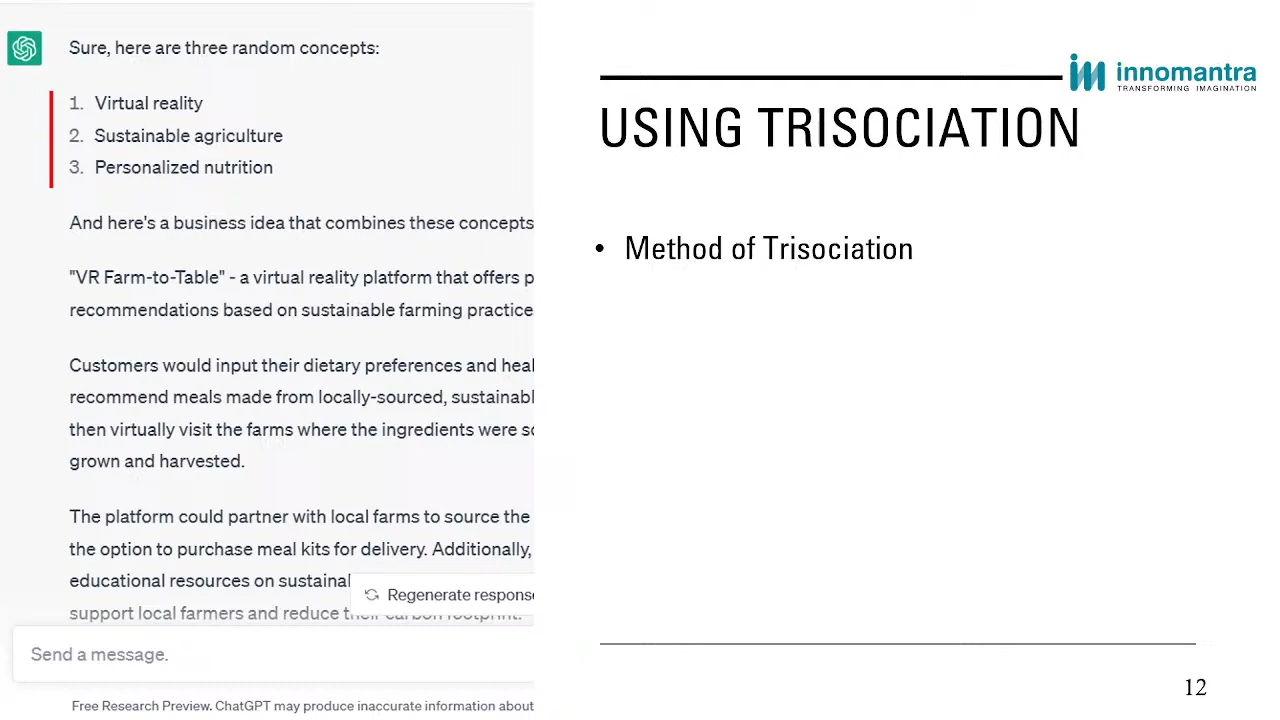 Sure, here are three random concepts:
1. Virtual reality
2. Sustainable agriculture
3. Personalized nutrition
And here's a business idea that combines these concepts
"VR Farm-to-Table" - a virtual reality platform that offers p
recommendations based on sustainable farming practice
Customers would input their dietary preferences and heal
recommend meals made from locally-sourced, sustainabl
then virtually visit the farms where the ingredients were so
grown and harvested.
The platform could partner with local farms to source the
the option to purchase meal kits for delivery. Additionally,
educational resources on sustainal
support local farmers and reduce their carbon footprint.
Regenerate response
Send a message.
Free Research Preview. ChatGPT may produce inaccurate information about
innomantra
TRANSFORMING IMAGINATION
USING TRISOCIATION
• Method of Trisociation
12